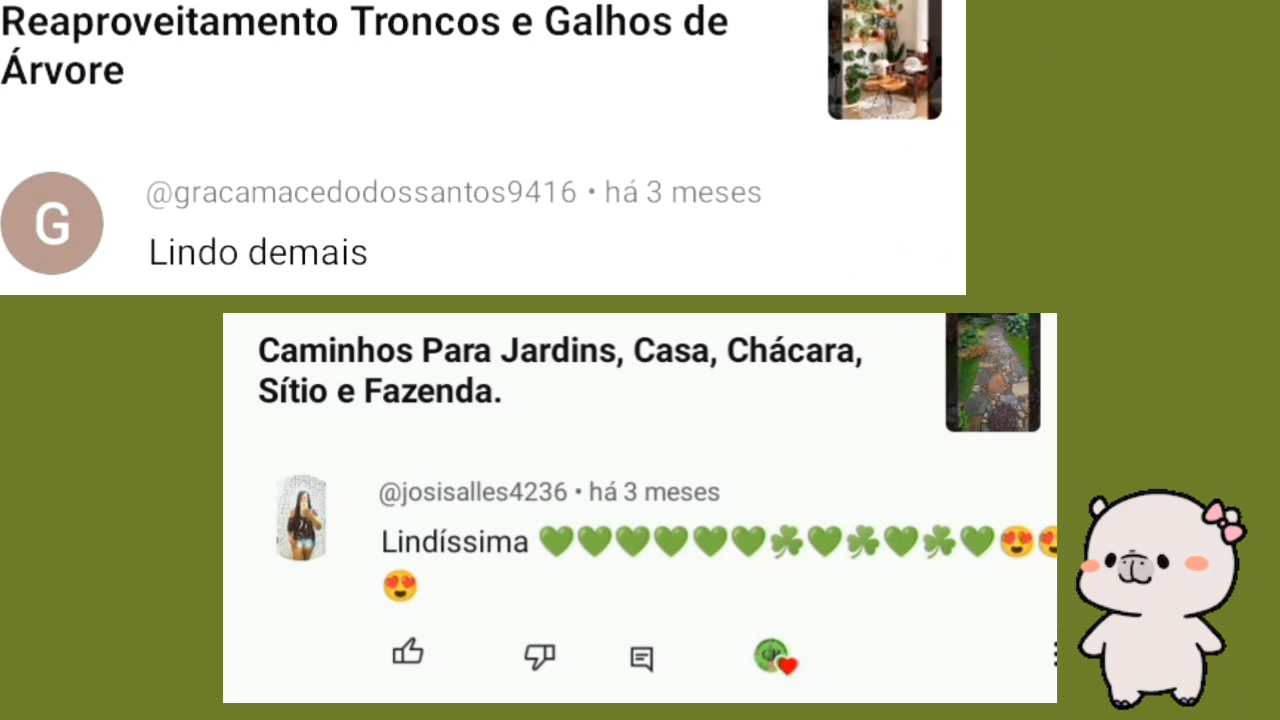 Reaproveitamento Troncos e Galhos de
Árvore
G
@gracamacedodossantos9416 • há 3 meses
Lindo demais
Caminhos Para Jardins, Casa, Chácara,
Sítio e Fazenda.
@josisalles4236 • há 3 meses
Lindíssima 💚💚💚💚💚💚☘️💚☘️💚☘️💚😍😍
😍